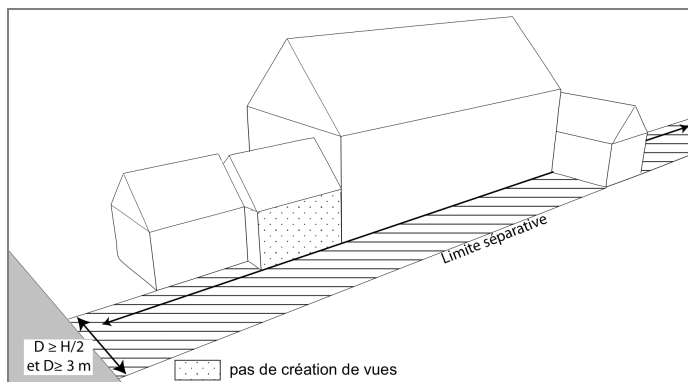 Limite séparative
D ≥ H/2
et D≥ 3 m
pas de création de vues